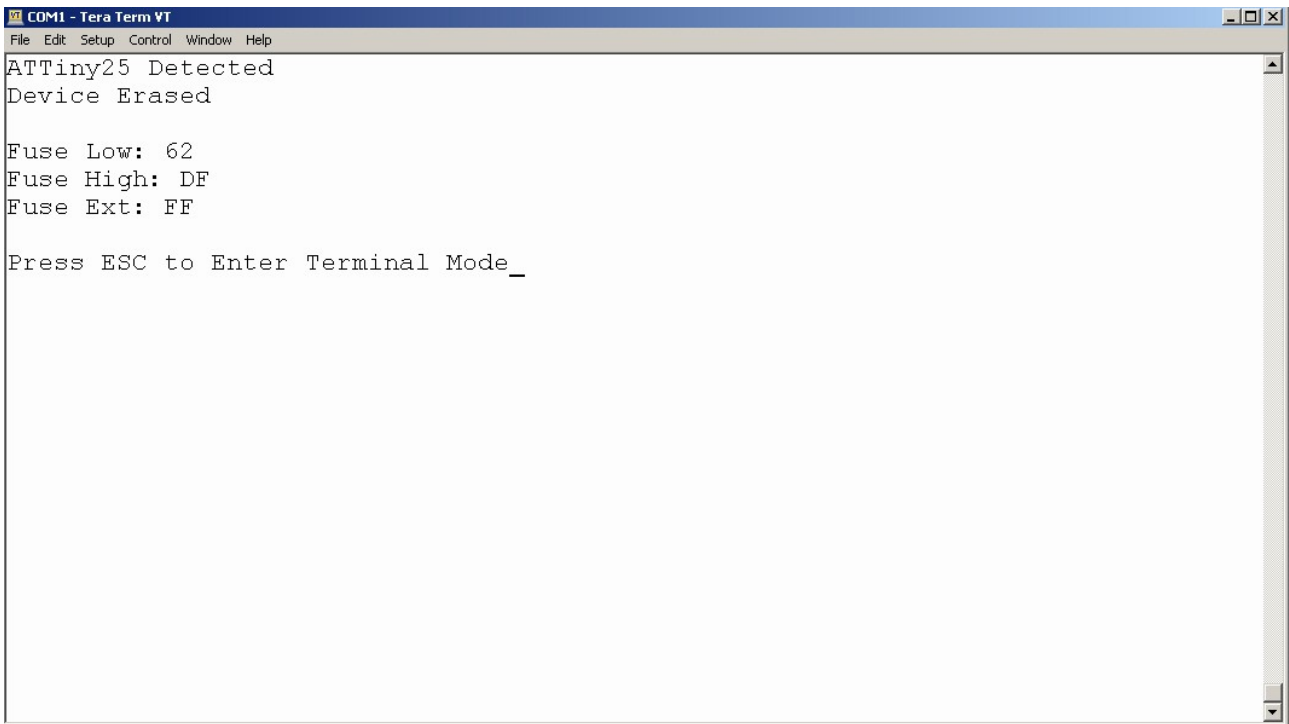 COM1 - Tera Term VT
File Edit Setup Control Window Help
ATTiny25 Detected
Device Erased
Fuse Low: 62
Fuse High: DF
Fuse Ext: FF
Press ESC to Enter Terminal Mode_